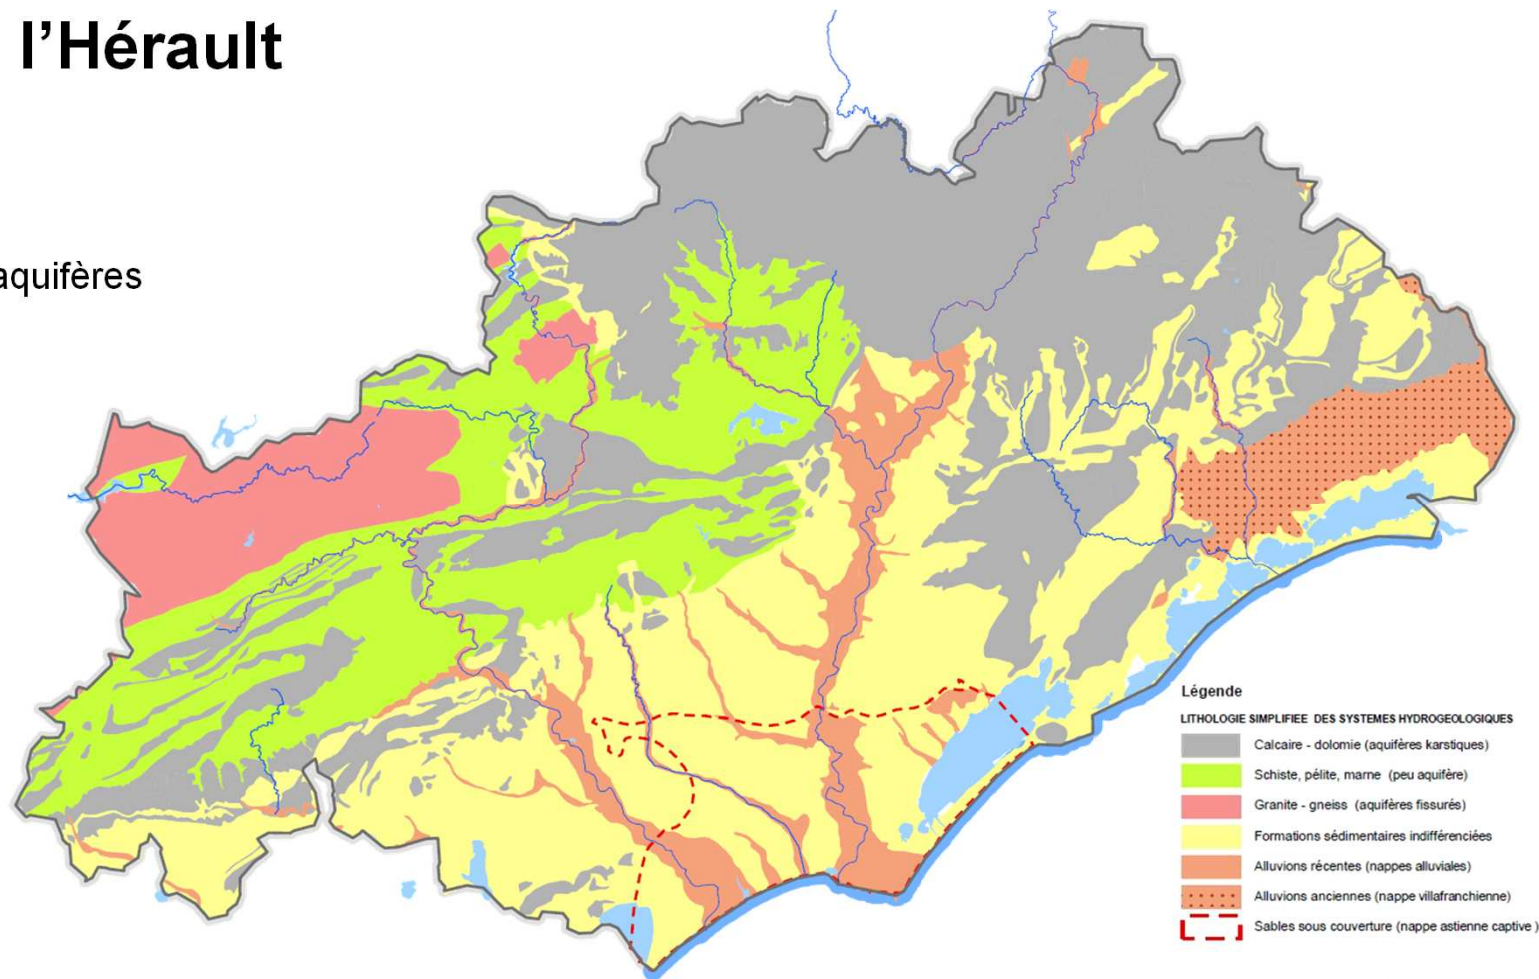 l’Hérault
aquifères
Légende
LITHOLOGIE SIMPLIFIEE DES SYSTEMES HYDROGEOLOGIQUES
Calcaire - dolomie (aquifères karstiques)
Schiste, pélite, marne (peu aquifère)
Granite - gneiss (aquifères fissurés)
Formations sédimentaires indifférenciées
Alluvions récentes (nappes alluviales)
Alluvions anciennes (nappe villafranchienne)
Sables sous couverture (nappe astienne captive )